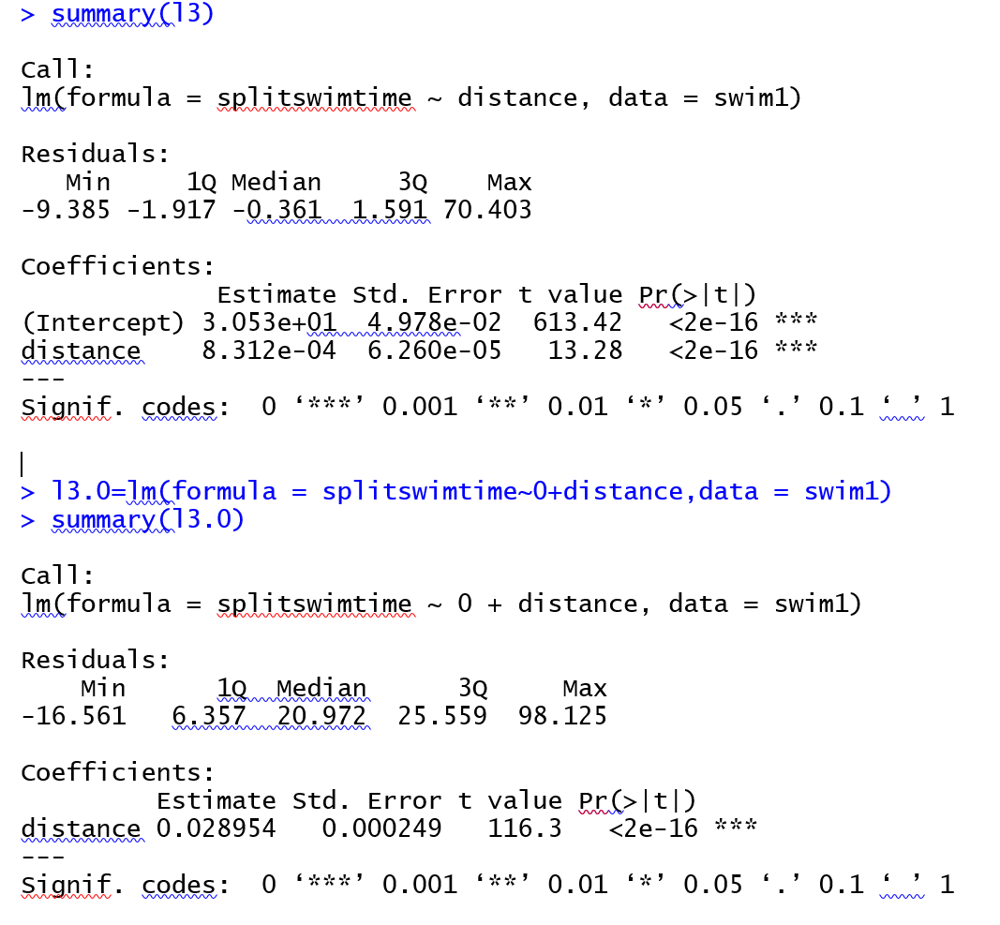 > summary(l3)
Call:
lm(formula = splitswimtime ~ distance, data = swim1)
Residuals:
   Min     1Q Median     3Q    Max
-9.385 -1.917 -0.361  1.591 70.403
Coefficients:
             Estimate Std. Error t value Pr(>|t|)
(Intercept) 3.053e+01  4.978e-02  613.42   <2e-16 ***
distance    8.312e-04  6.260e-05   13.28   <2e-16 ***
---
Signif. codes:  0 ‘***’ 0.001 ‘**’ 0.01 ‘*’ 0.05 ‘.’ 0.1 ‘ ’ 1
> l3.0=lm(formula = splitswimtime~0+distance,data = swim1)
> summary(l3.0)
Call:
lm(formula = splitswimtime ~ 0 + distance, data = swim1)
Residuals:
    Min      1Q  Median      3Q     Max
-16.561   6.357  20.972  25.559  98.125
Coefficients:
         Estimate Std. Error t value Pr(>|t|)
distance 0.028954   0.000249   116.3   <2e-16 ***
---
Signif. codes:  0 ‘***’ 0.001 ‘**’ 0.01 ‘*’ 0.05 ‘.’ 0.1 ‘ ’ 1